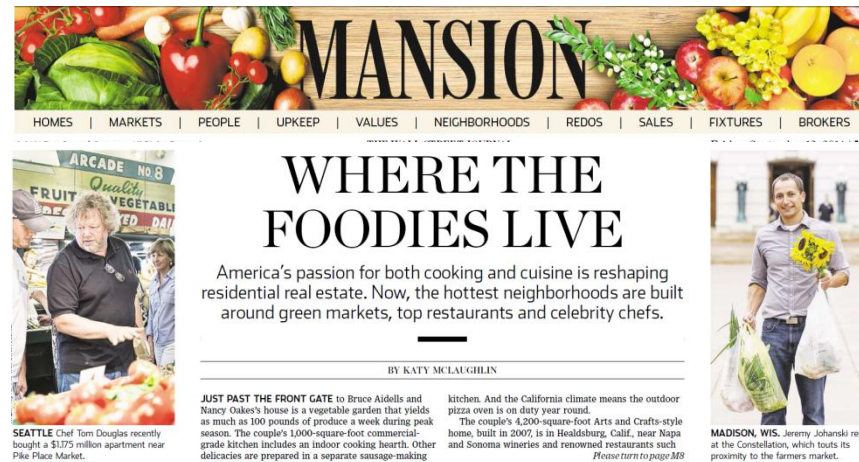 MANSION
HOMES | MARKETS | PEOPLE | UPKEEP | VALUES | NEIGHBORHOODS | REDOS | SALES | FIXTURES | BROKERS
ARCADE NO. 8
Quality
FRUIT VEGETABLE
WHERE THE
FOODIES LIVE
America's passion for both cooking and cuisine is reshaping
residential real estate. Now, the hottest neighborhoods are built
around green markets, top restaurants and celebrity chefs.
BY KATY MCLAUGHLIN
JUST PAST THE FRONT GATE to Bruce Aidells and
Nancy Oakes's house is a vegetable garden that yields
as much as 100 pounds of produce a week during peak
season. The couple's 1,000-square-foot commercial-
grade kitchen includes an indoor cooking hearth. Other
delicacies are prepared in a separate sausage-making
kitchen. And the California climate means the outdoor
pizza oven is on duty year round.
The couple's 4,200-square-foot Arts and Crafts-style
home, built in 2007, is in Healdsburg, Calif., near Napa
and Sonoma wineries and renowned restaurants such
Please turn to page M8
SEATTLE Chef Tom Douglas recently
bought a $1.175 million apartment near
Pike Place Market.
MADISON, WIS. Jeremy Johanski re
at the Constellation, which touts its
proximity to the farmers market.